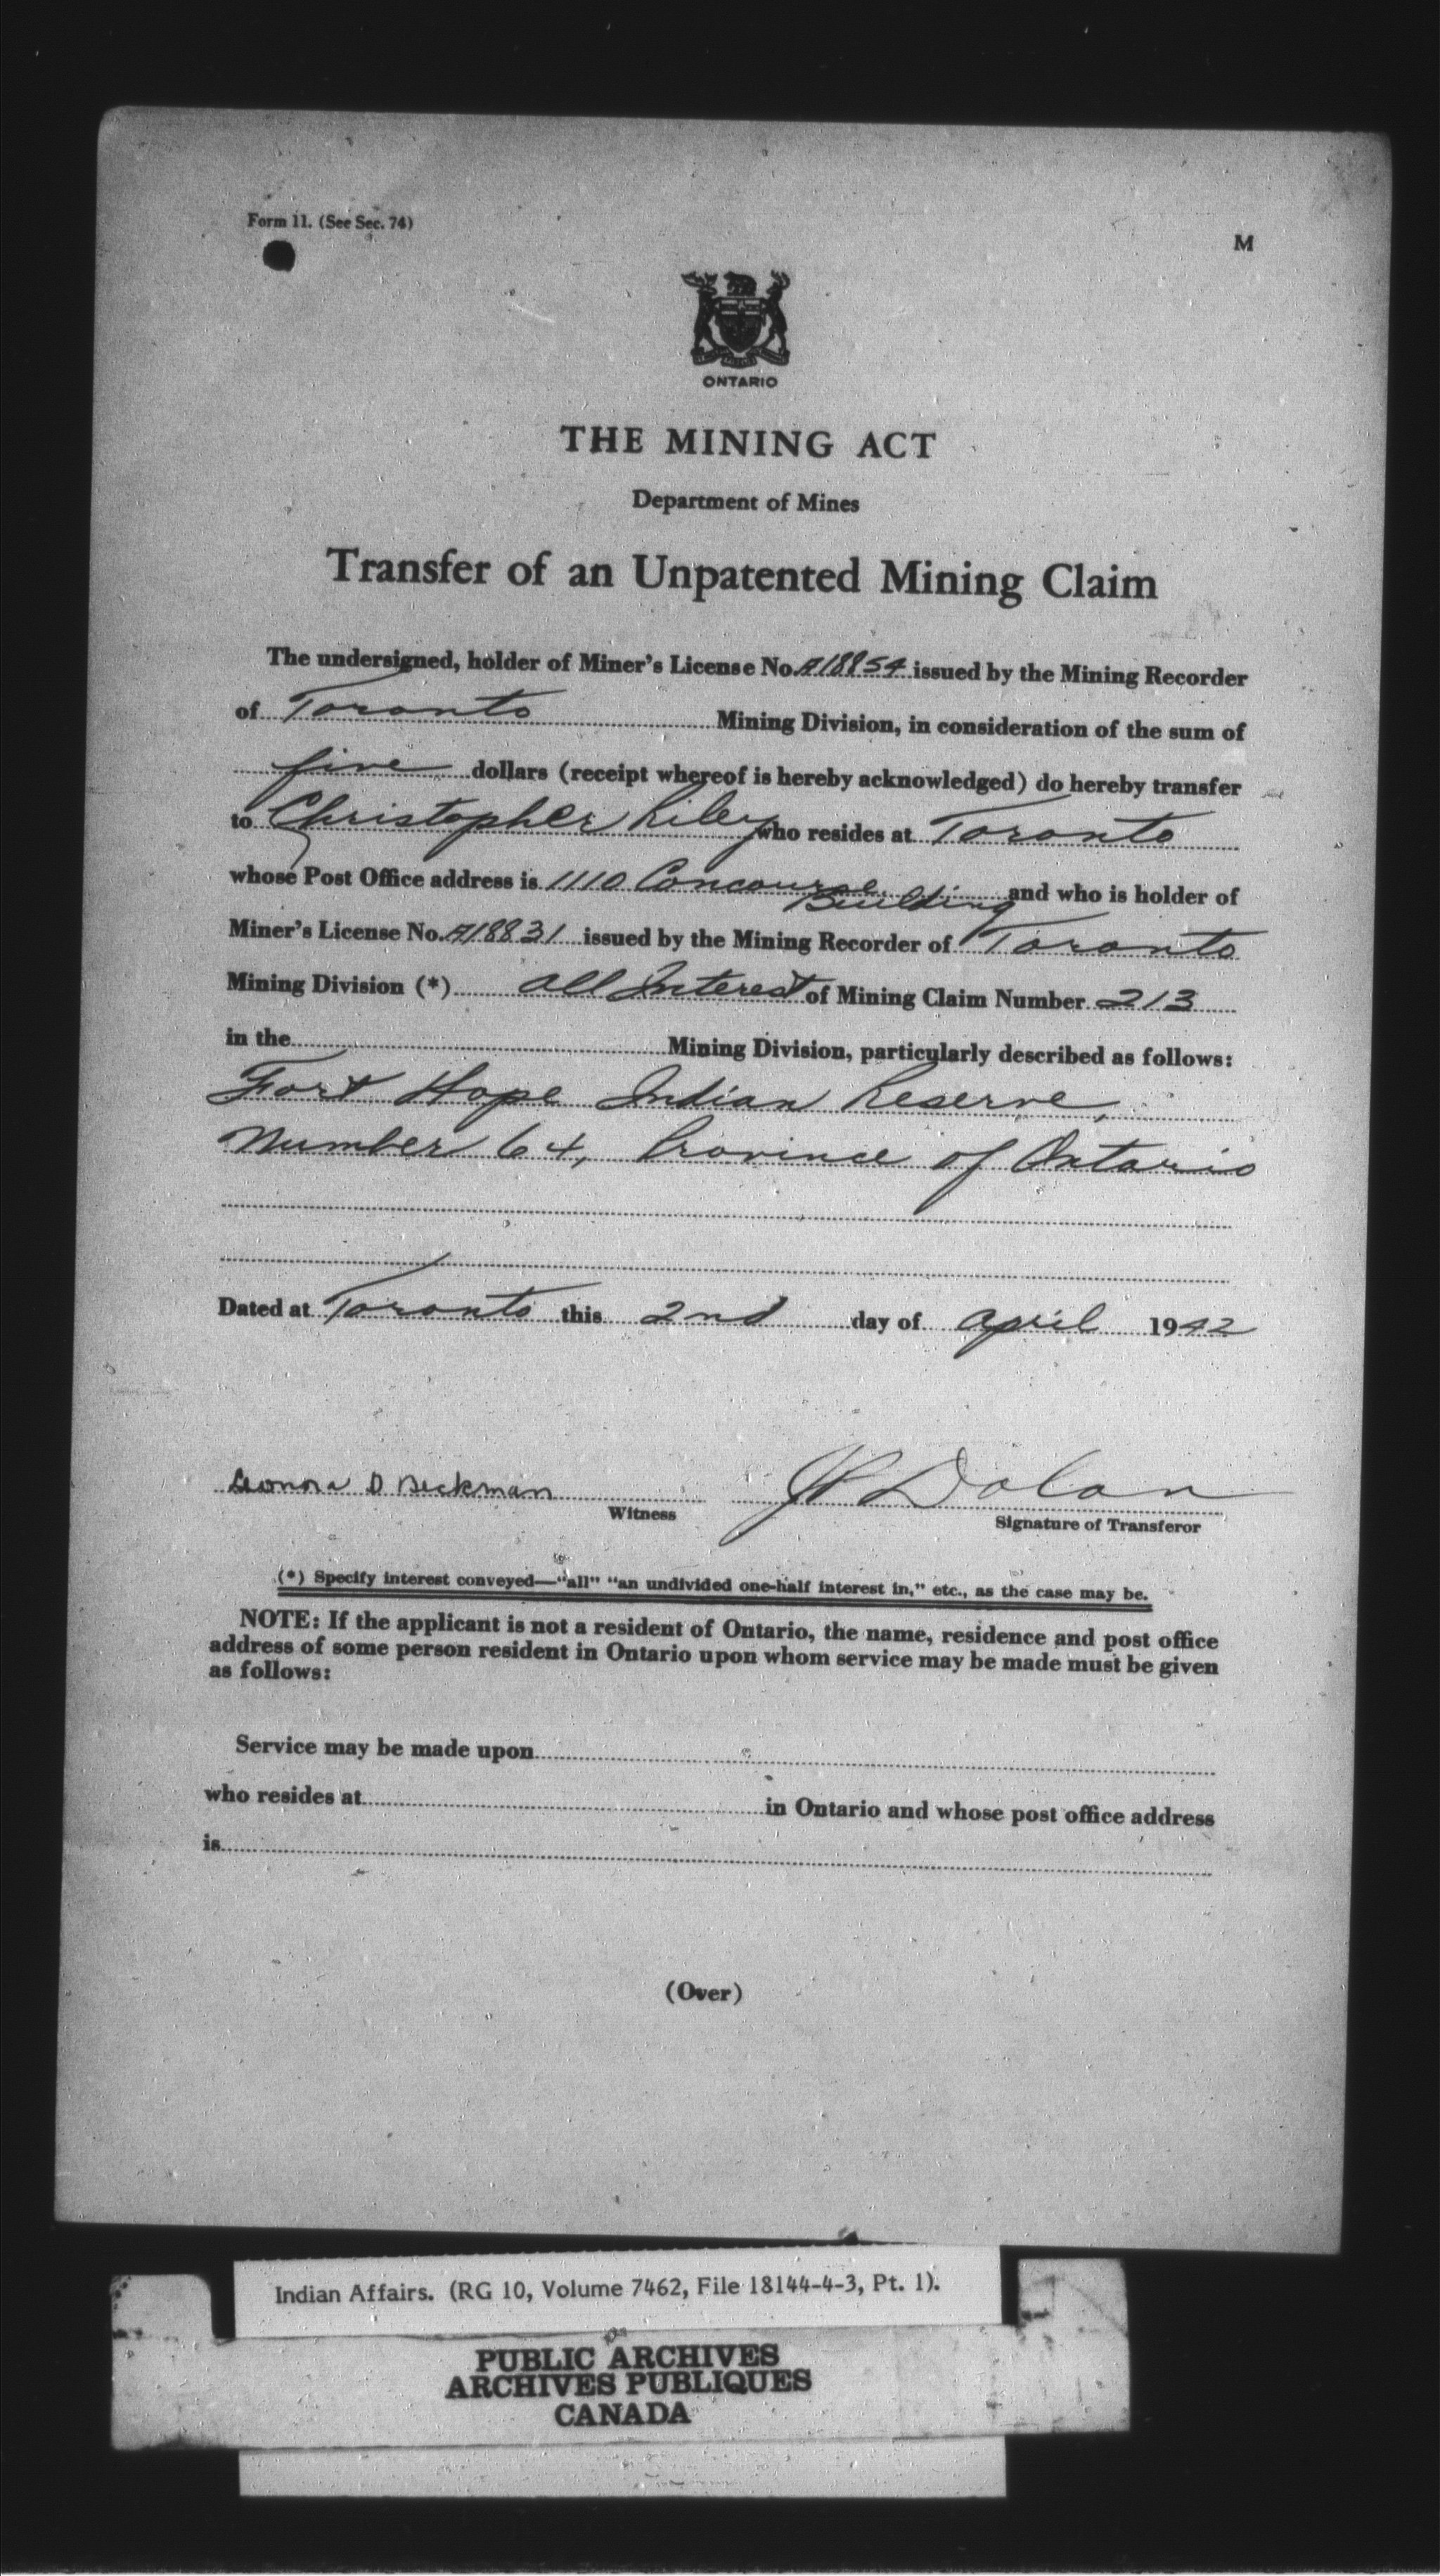 Form 11. (See Sec. 74)
M
ONTARIO
THE MINING ACT
Department of Mines
Transfer of an Unpatented Mining Claim
The undersigned, holder of Miner's License No. A18854 issued by the Mining Recorder
of Toronto Mining Division, in consideration of the sum of
five dollars (receipt whereof is hereby acknowledged) do hereby transfer
to Christopher Riley who resides at Toronto
whose Post Office address is 1110 Concourse Building and who is holder of
Miner's License No. A18831 issued by the Mining Recorder of Toronto
Mining Division (*) all Interest of Mining Claim Number 213
in the Mining Division, particularly described as follows:
Fort Hope Indian Reserve,
Number 64, Province of Ontario
Dated at Toronto this 2nd day of April 1942
Leonora D Beckman JP Dolan
Witness Signature of Transferor
(*) Specify interest conveyed—"all" "an undivided one-half interest in," etc., as the case may be.
NOTE: If the applicant is not a resident of Ontario, the name, residence and post office
address of some person resident in Ontario upon whom service may be made must be given
as follows:
Service may be made upon
who resides at in Ontario and whose post office address
is
(Over)
Indian Affairs. (RG 10, Volume 7462, File 18144-4-3, Pt. 1).
PUBLIC ARCHIVES
ARCHIVES PUBLIQUES
CANADA